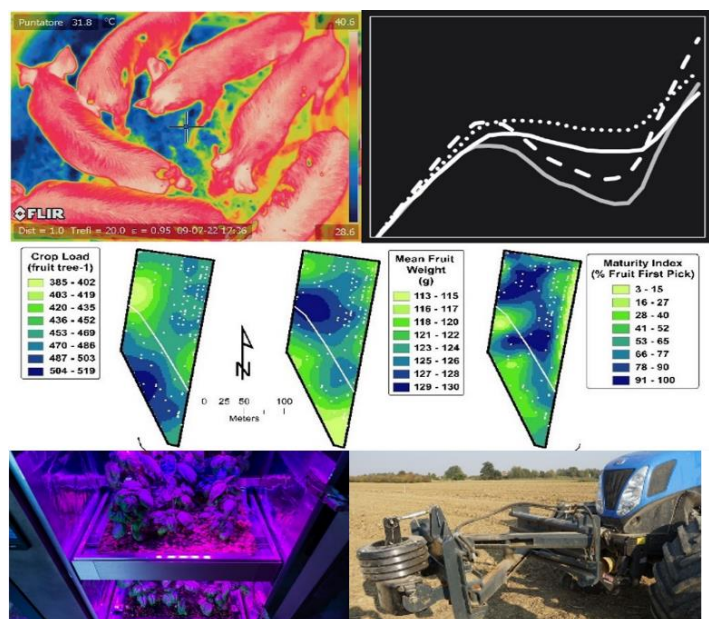 Puntatore 31.8 °C
40.6
FLIR
28.6
Dist = 1.0 Trefl = 20.0 ε = 0.95 09-07-22 12:36
Crop Load
(fruit tree-1)
385 - 402
403 - 419
420 - 435
436 - 452
453 - 469
470 - 486
487 - 503
504 - 519
N
0 25 50 100
Meters
Mean Fruit
Weight
(g)
113 - 115
116 - 117
118 - 120
121 - 122
123 - 124
125 - 126
127 - 128
129 - 130
Maturity Index
(% Fruit First Pick)
3 - 15
16 - 27
28 - 40
41 - 52
53 - 65
66 - 77
78 - 90
91 - 100